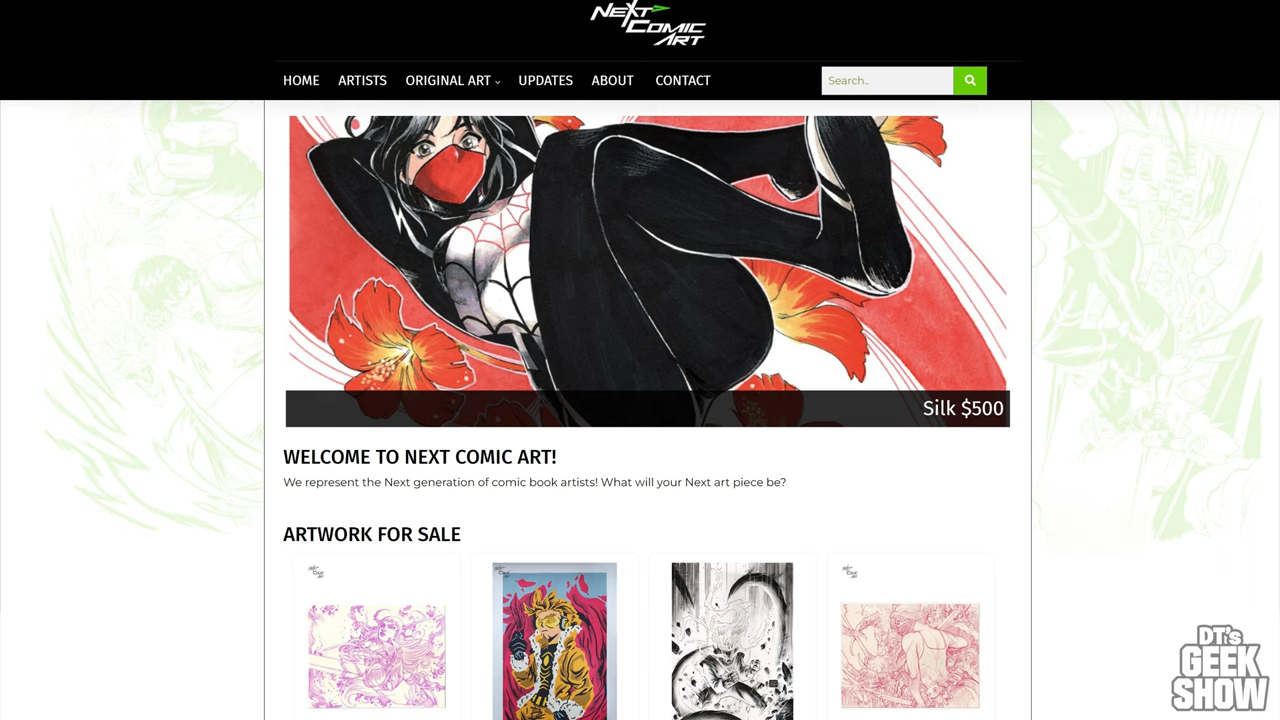 NEXT
COMIC
ART
HOME ARTISTS ORIGINAL ART UPDATES ABOUT CONTACT
Search..
Silk $500
WELCOME TO NEXT COMIC ART!
We represent the Next generation of comic book artists! What will your Next art piece be?
ARTWORK FOR SALE
DT's
GEEK
SHOW